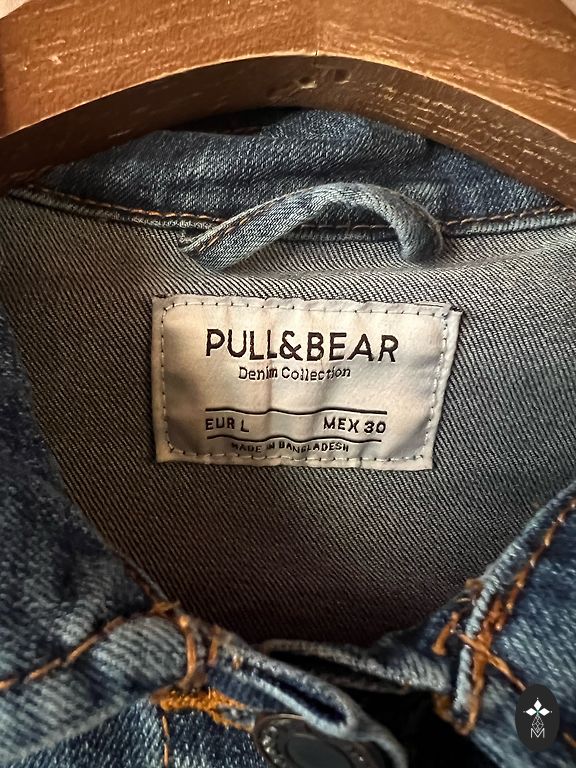 PULL&BEAR
Denim Collection
EUR L MEX 30
MADE IN BANGLADESH
M